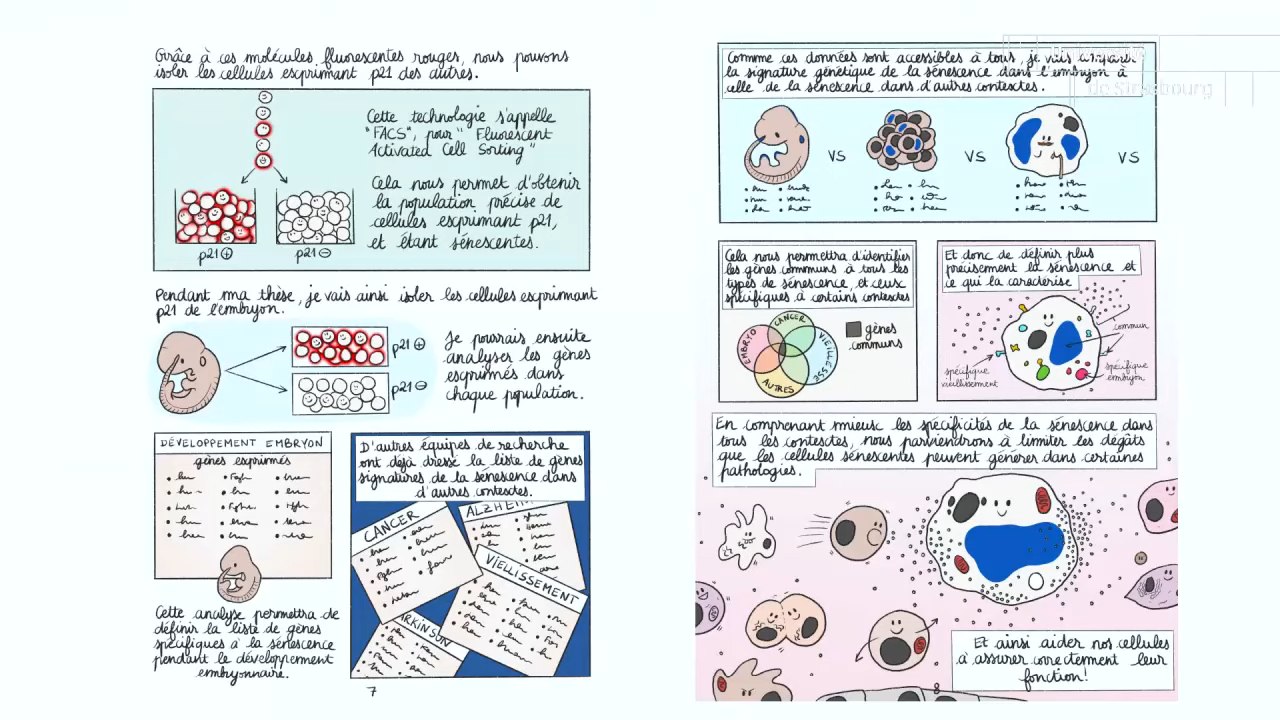 Grâce à ces molécules fluorescentes rouges, nous pouvons
isoler les cellules exprimant p21 des autres.
Cette technologie s'appelle
"FACS", pour "Fluorescent
Activated Cell Sorting"
Cela nous permet d'obtenir
la population précise de
cellules exprimant p21,
et étant sénescentes.
p21 ⊕
p21 ⊖
Pendant ma thèse, je vais ainsi isoler les cellules exprimant
p21 de l'embryon.
p21 ⊕
p21 ⊖
Je pourrais ensuite
analyser les gènes
exprimés dans
chaque population.
DÉVELOPPEMENT EMBRYON
gènes exprimés
Cette analyse permettra de
définir la liste de gènes
spécifiques à la sénescence
pendant le développement
embryonnaire.
D'autres équipes de recherche
ont déjà dressé la liste de gènes
signatures de la sénescence dans
d'autres contextes.
CANCER
ALZHEIM
VIELLISSEMENT
ARKINSON
7
Comme ces données sont accessibles à tous, je vais comparer
la signature génétique de la sénescence dans l'embryon à
celle de la sénescence dans d'autres contextes.
de Strasbourg
VS
VS
VS
Cela nous permettra d'identifier
les gènes communs à tous les
types de sénescence, et ceux
spécifiques à certains contextes
EMBRYO
CANCER
VIEILLESSE
AUTRES
gènes
communs
Et donc de définir plus
précisement la sénescence et
ce qui la caractérise
commun
spécifique
vieillissement
spécifique
embryon
En comprenant mieux les spécificités de la sénescence dans
tous les contextes, nous parviendrons à limiter les dégâts
que les cellules sénescentes peuvent générer dans certaines
pathologies.
Et ainsi aider nos cellules
à assurer correctement leur
fonction!
8